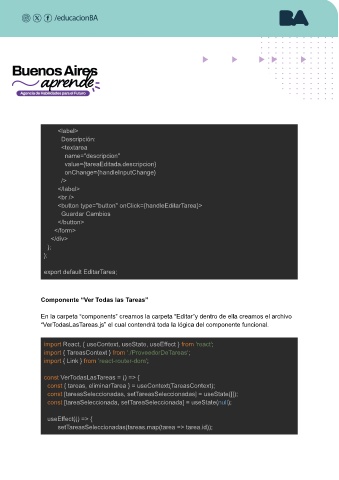 /educacionBA
BA
Buenos Aires
aprende
Agencia de Habilidades para el Futuro
<label>
Descripción:
<textarea
name="descripcion"
value={tareaEditada.descripcion}
onChange={handleInputChange}
/>
</label>
<br />
<button type="button" onClick={handleEditarTarea}>
Guardar Cambios
</button>
</form>
</div>
);
};
export default EditarTarea;
Componente “Ver Todas las Tareas”
En la carpeta “components” creamos la carpeta "Editar”y dentro de ella creamos el archivo
“VerTodasLasTareas.js” el cual contendrá toda la lógica del componente funcional.
import React, { useContext, useState, useEffect } from 'react';
import { TareasContext } from './ProveedorDeTareas';
import { Link } from 'react-router-dom';
const VerTodasLasTareas = () => {
const { tareas, eliminarTarea } = useContext(TareasContext);
const [tareasSeleccionadas, setTareasSeleccionadas] = useState([]);
const [tareaSeleccionada, setTareaSeleccionada] = useState(null);
useEffect(() => {
setTareasSeleccionadas(tareas.map(tarea => tarea.id));